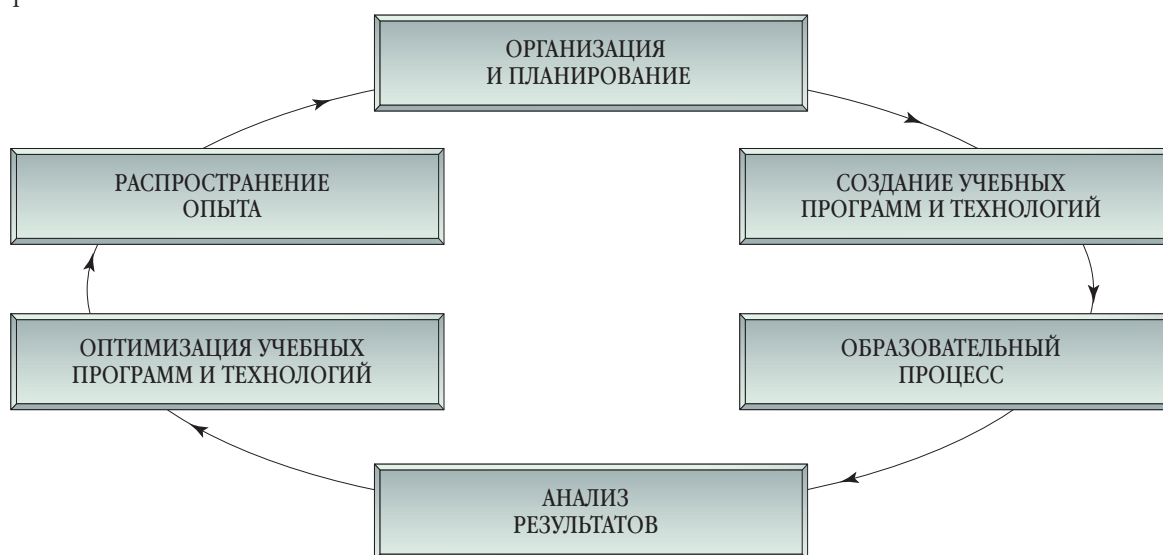 ОРГАНИЗАЦИЯ
И ПЛАНИРОВАНИЕ
РАСПРОСТРАНЕНИЕ
ОПЫТА
СОЗДАНИЕ УЧЕБНЫХ
ПРОГРАММ И ТЕХНОЛОГИЙ
ОПТИМИЗАЦИЯ УЧЕБНЫХ
ПРОГРАММ И ТЕХНОЛОГИЙ
ОБРАЗОВАТЕЛЬНЫЙ
ПРОЦЕСС
АНАЛИЗ
РЕЗУЛЬТАТОВ